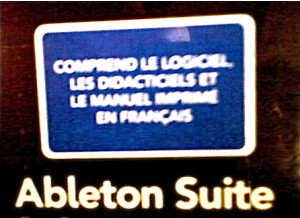 COMPREND LE LOGICIEL,
LES DIDACTICIELS ET
LE MANUEL IMPRIMÉ
EN FRANÇAIS
Ableton Suite